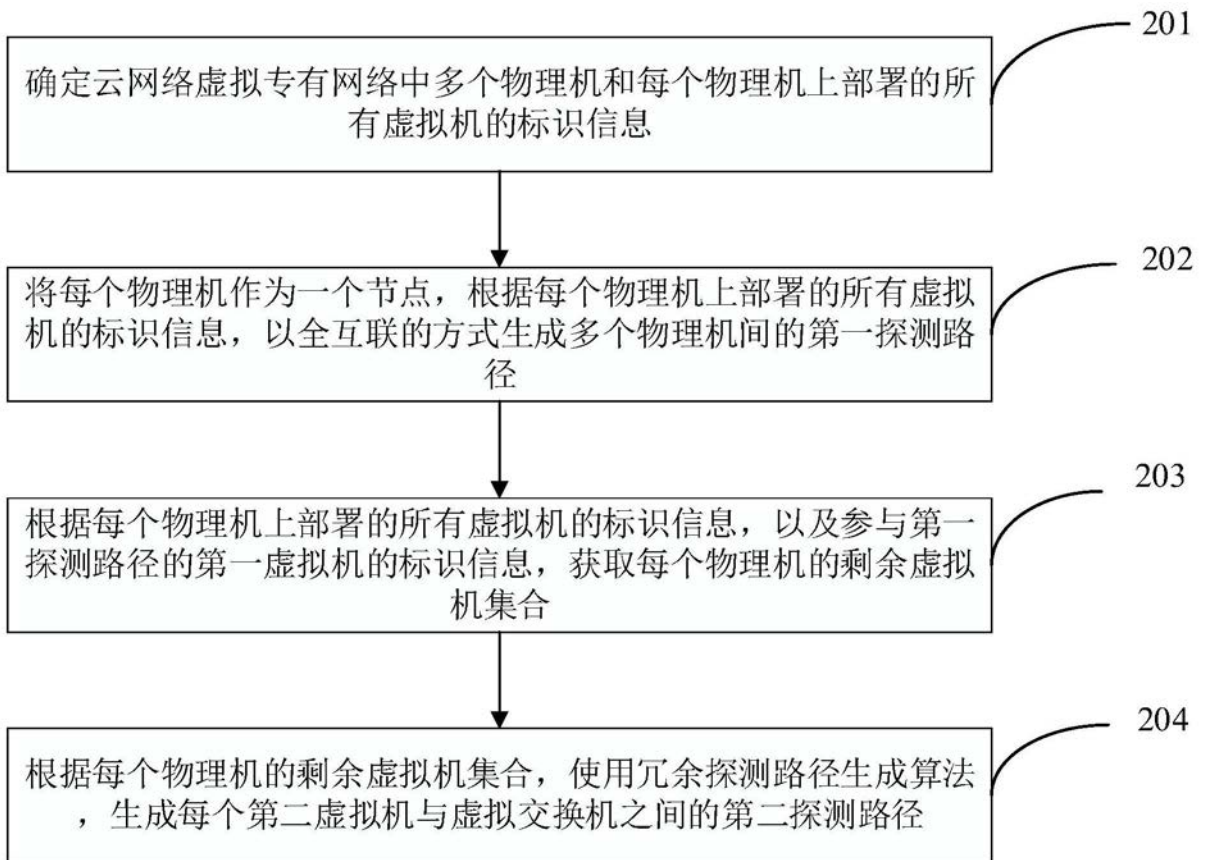 201
确定云网络虚拟专有网络中多个物理机和每个物理机上部署的所
有虚拟机的标识信息
202
将每个物理机作为一个节点，根据每个物理机上部署的所有虚拟
机的标识信息，以全互联的方式生成多个物理机间的第一探测路
径
203
根据每个物理机上部署的所有虚拟机的标识信息，以及参与第一
探测路径的第一虚拟机的标识信息，获取每个物理机的剩余虚拟
机集合
204
根据每个物理机的剩余虚拟机集合，使用冗余探测路径生成算法
，生成每个第二虚拟机与虚拟交换机之间的第二探测路径